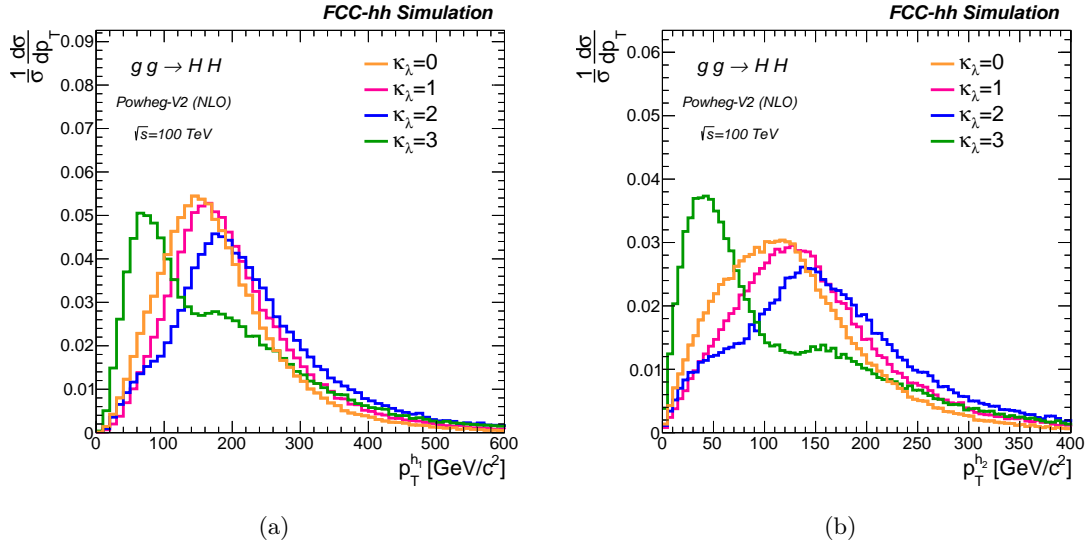 FCC-hh Simulation
1/σ dσ/dp_T
0.09
0.08
0.07
0.06
0.05
0.04
0.03
0.02
0.01
0
g g → H H
Powheg-V2 (NLO)
√s=100 TeV
κ_λ=0
κ_λ=1
κ_λ=2
κ_λ=3
0 100 200 300 400 500 600
p_T^{h_1} [GeV/c²]
(a)
FCC-hh Simulation
1/σ dσ/dp_T
0.06
0.05
0.04
0.03
0.02
0.01
0
g g → H H
Powheg-V2 (NLO)
√s=100 TeV
κ_λ=0
κ_λ=1
κ_λ=2
κ_λ=3
0 50 100 150 200 250 300 350 400
p_T^{h_2} [GeV/c²]
(b)